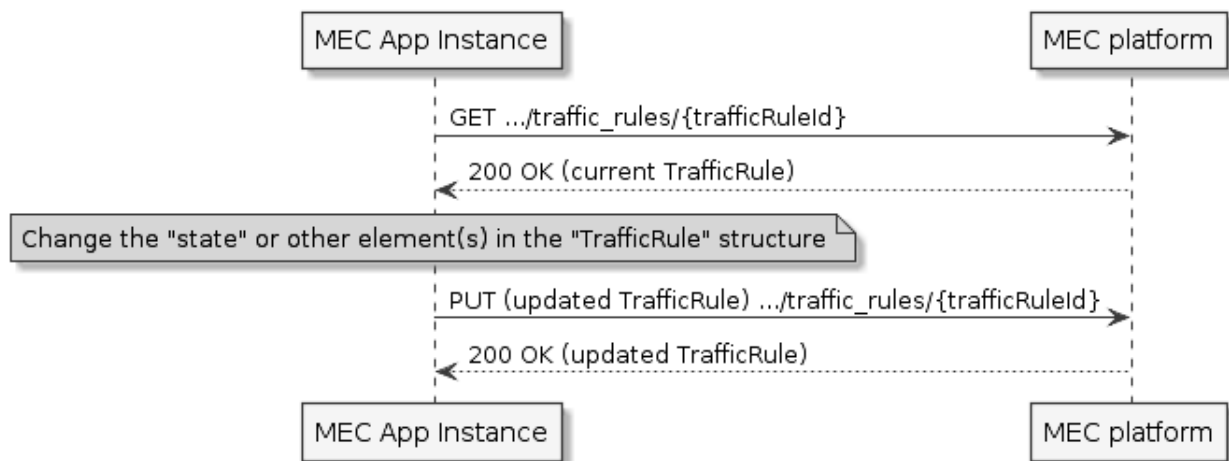 MEC App Instance
MEC platform
GET .../traffic_rules/{trafficRuleId}
200 OK (current TrafficRule)
Change the "state" or other element(s) in the "TrafficRule" structure
PUT (updated TrafficRule) .../traffic_rules/{trafficRuleId}
200 OK (updated TrafficRule)
MEC App Instance
MEC platform